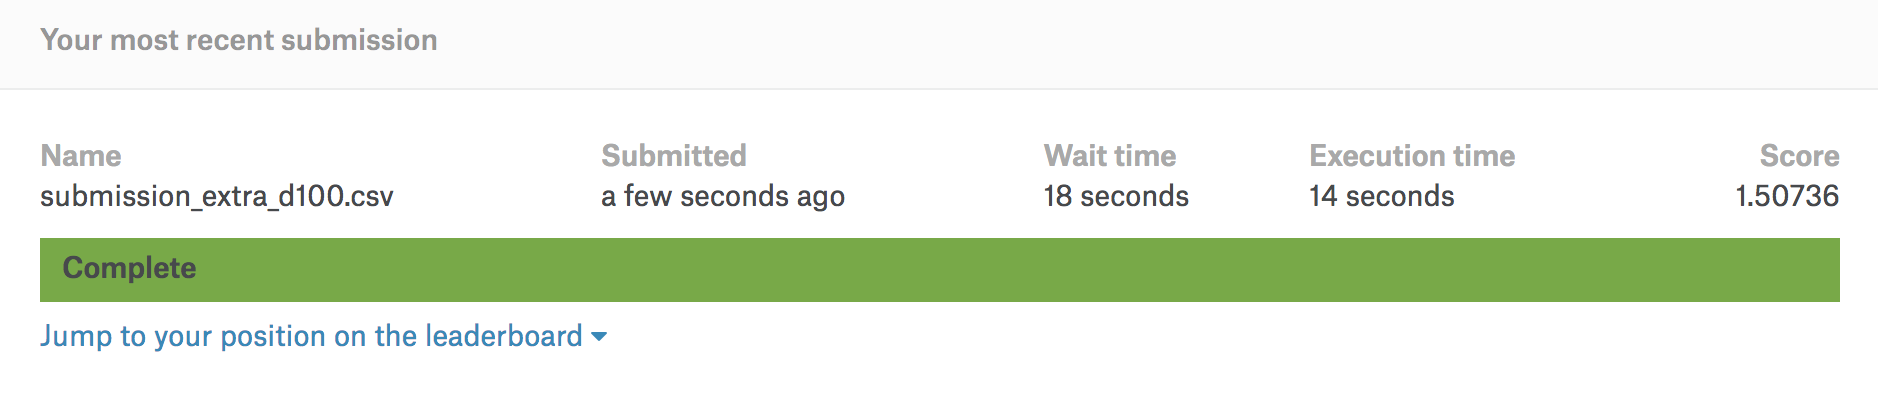 Your most recent submission
Name Submitted Wait time Execution time Score
submission_extra_d100.csv a few seconds ago 18 seconds 14 seconds 1.50736
Complete
Jump to your position on the leaderboard